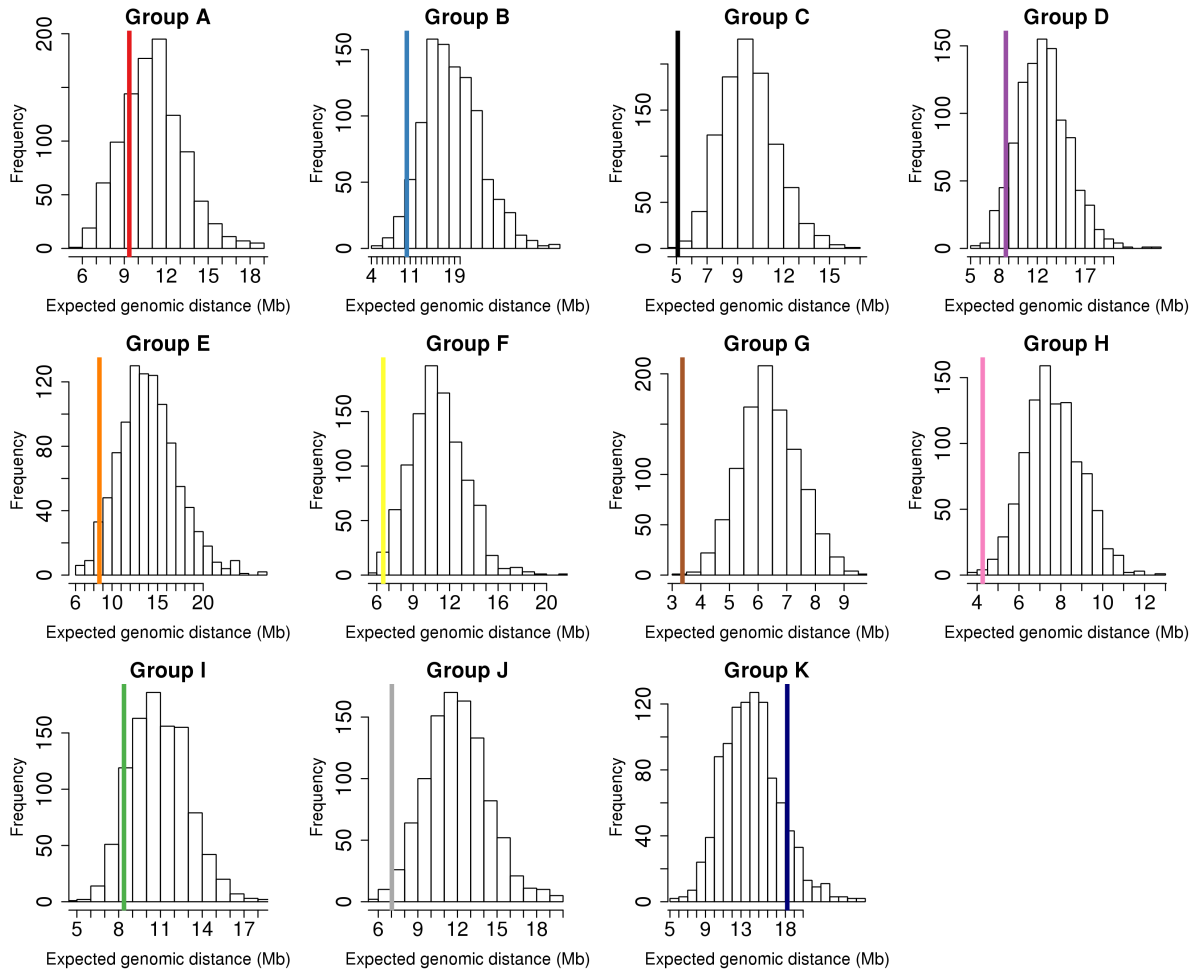 Group A
Group B
Group C
Group D
Frequency
0 50 100 200
6 9 12 15 18
Expected genomic distance (Mb)
Frequency
0 50 100 150
4 11 19
Expected genomic distance (Mb)
Frequency
0 50 150
5 7 9 12 15
Expected genomic distance (Mb)
Frequency
0 50 100 150
5 8 12 17
Expected genomic distance (Mb)
Group E
Group F
Group G
Group H
Frequency
0 40 80 120
6 10 15 20
Expected genomic distance (Mb)
Frequency
0 50 100 150
6 9 12 16 20
Expected genomic distance (Mb)
Frequency
0 50 100 200
3 4 5 6 7 8 9
Expected genomic distance (Mb)
Frequency
0 50 100 150
4 6 8 10 12
Expected genomic distance (Mb)
Group I
Group J
Group K
Frequency
0 50 100 150
5 8 11 14 17
Expected genomic distance (Mb)
Frequency
0 50 100 150
6 9 12 15 18
Expected genomic distance (Mb)
Frequency
0 40 80 120
5 9 13 18
Expected genomic distance (Mb)